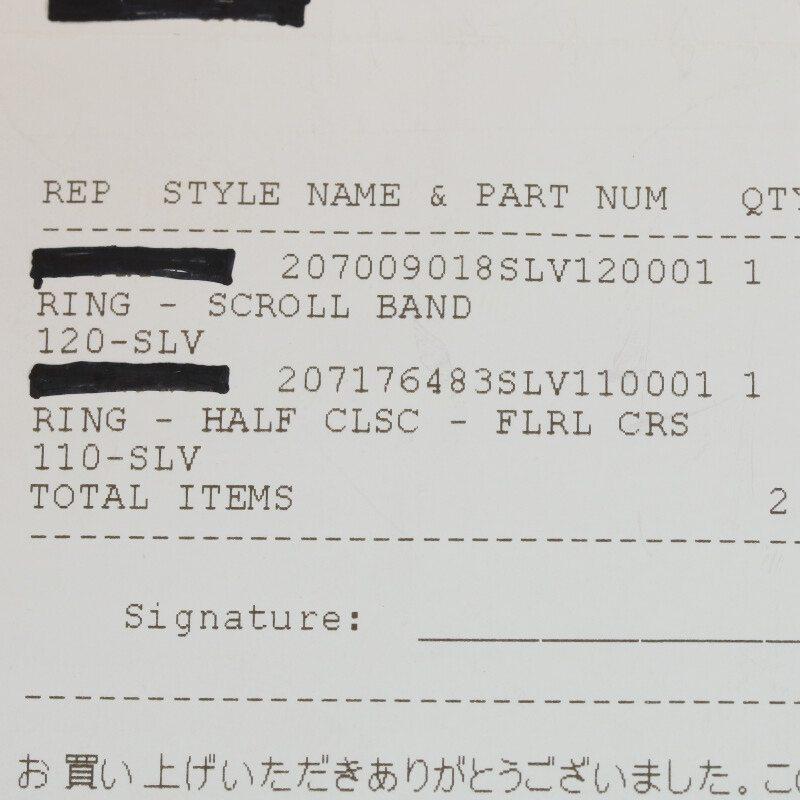 REP STYLE NAME & PART NUM QTY
207009018SLV120001 1
RING - SCROLL BAND
120-SLV
207176483SLV110001 1
RING - HALF CLSC - FLRL CRS
110-SLV
TOTAL ITEMS 2
Signature:
お買い上げいただきありがとうございました。この